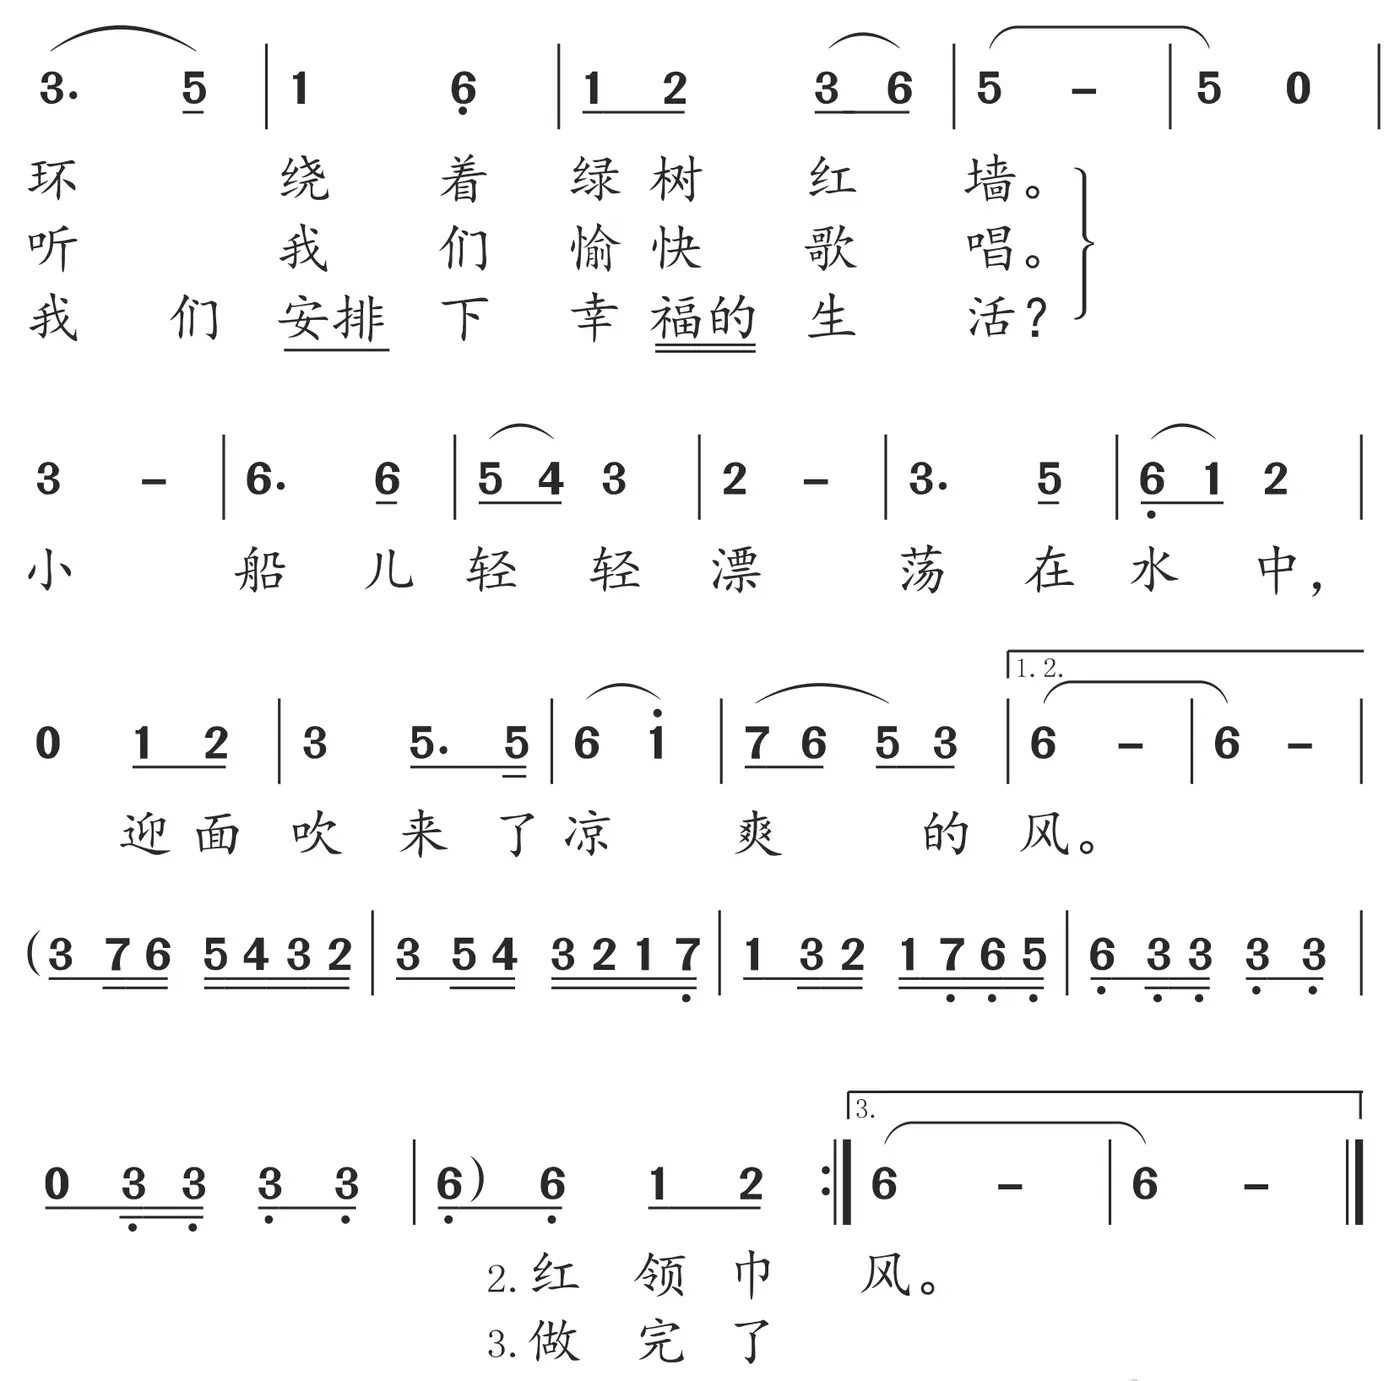 3. 5 | 1 6 | 1 2 3 6 | 5 – | 5 0 |
环 绕 着 绿 树 红 墙。
听 我 们 愉 快 歌 唱。
我 们 安排 下 幸 福的 生 活？
3 – | 6. 6 | 5 4 3 | 2 – | 3. 5 | 6 1 2 |
小 船 儿 轻 轻 漂 荡 在 水 中，
1. 2.
0 1 2 | 3 5. 5 | 6 1 | 7 6 5 3 | 6 – | 6 – |
迎 面 吹 来 了 凉 爽 的 风。
(3 7 6 5 4 3 2 | 3 5 4 3 2 1 7 | 1 3 2 1 7 6 5 | 6 3 3 3 3 |
3.
0 3 3 3 3 | 6) 6 1 2 :| 6 – | 6 – |
2. 红 领 巾 风。
3. 做 完 了